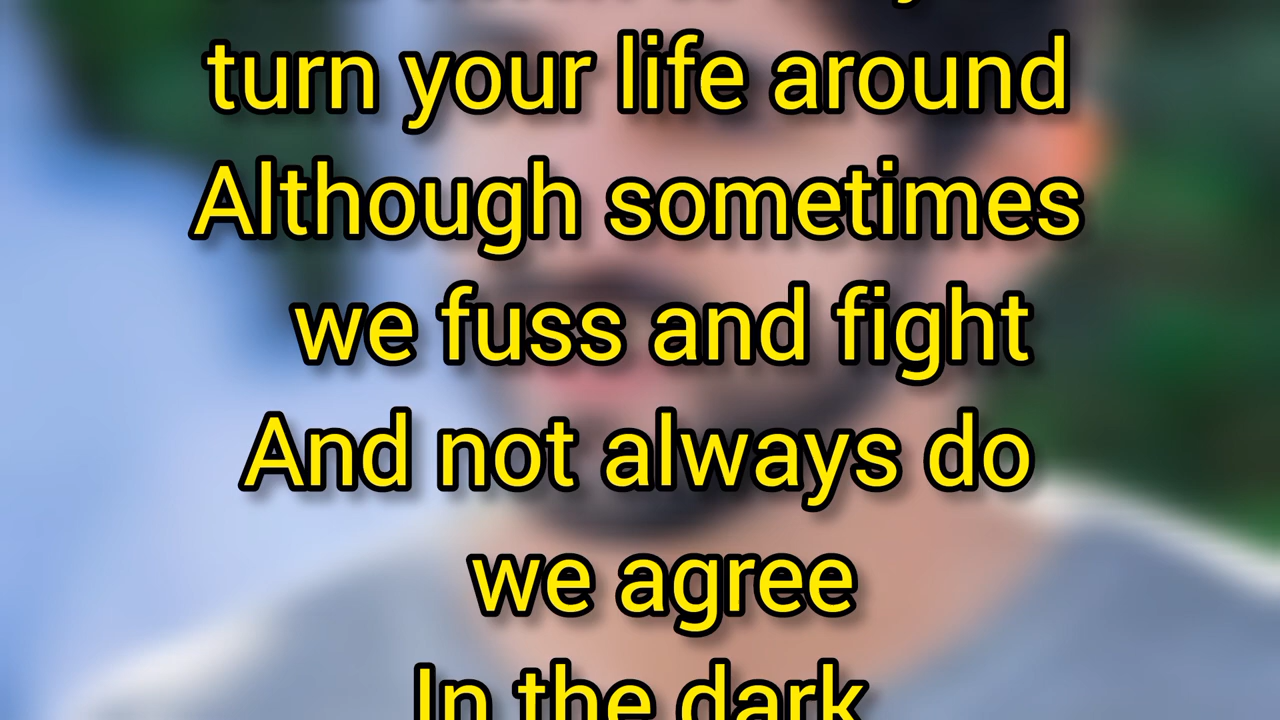 turn your life around
Although sometimes
we fuss and fight
And not always do
we agree
In the dark